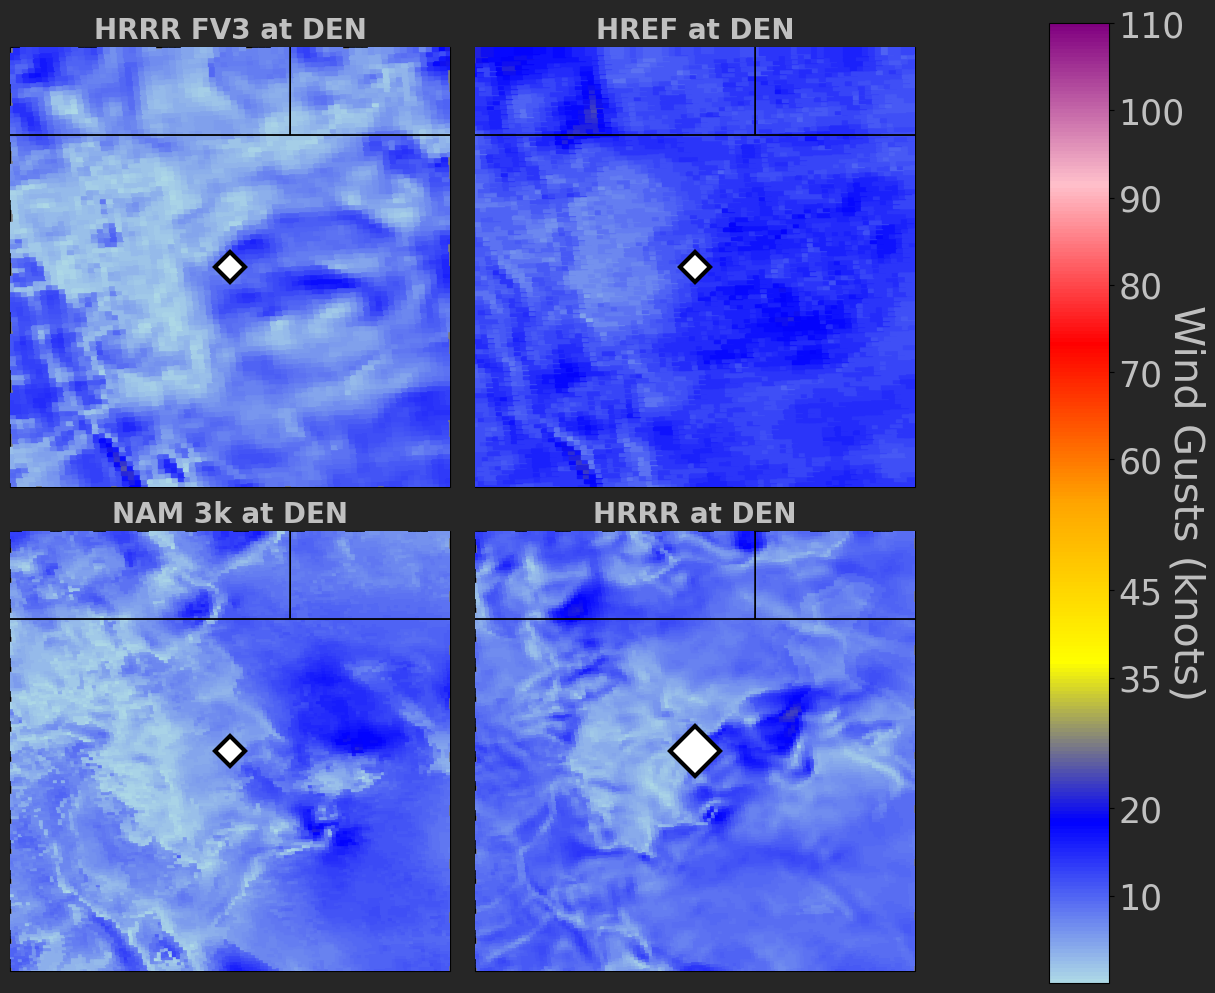 HRRR FV3 at DEN
HREF at DEN
NAM 3k at DEN
HRRR at DEN
110
100
90
80
70
60
45
35
20
10
Wind Gusts (knots)